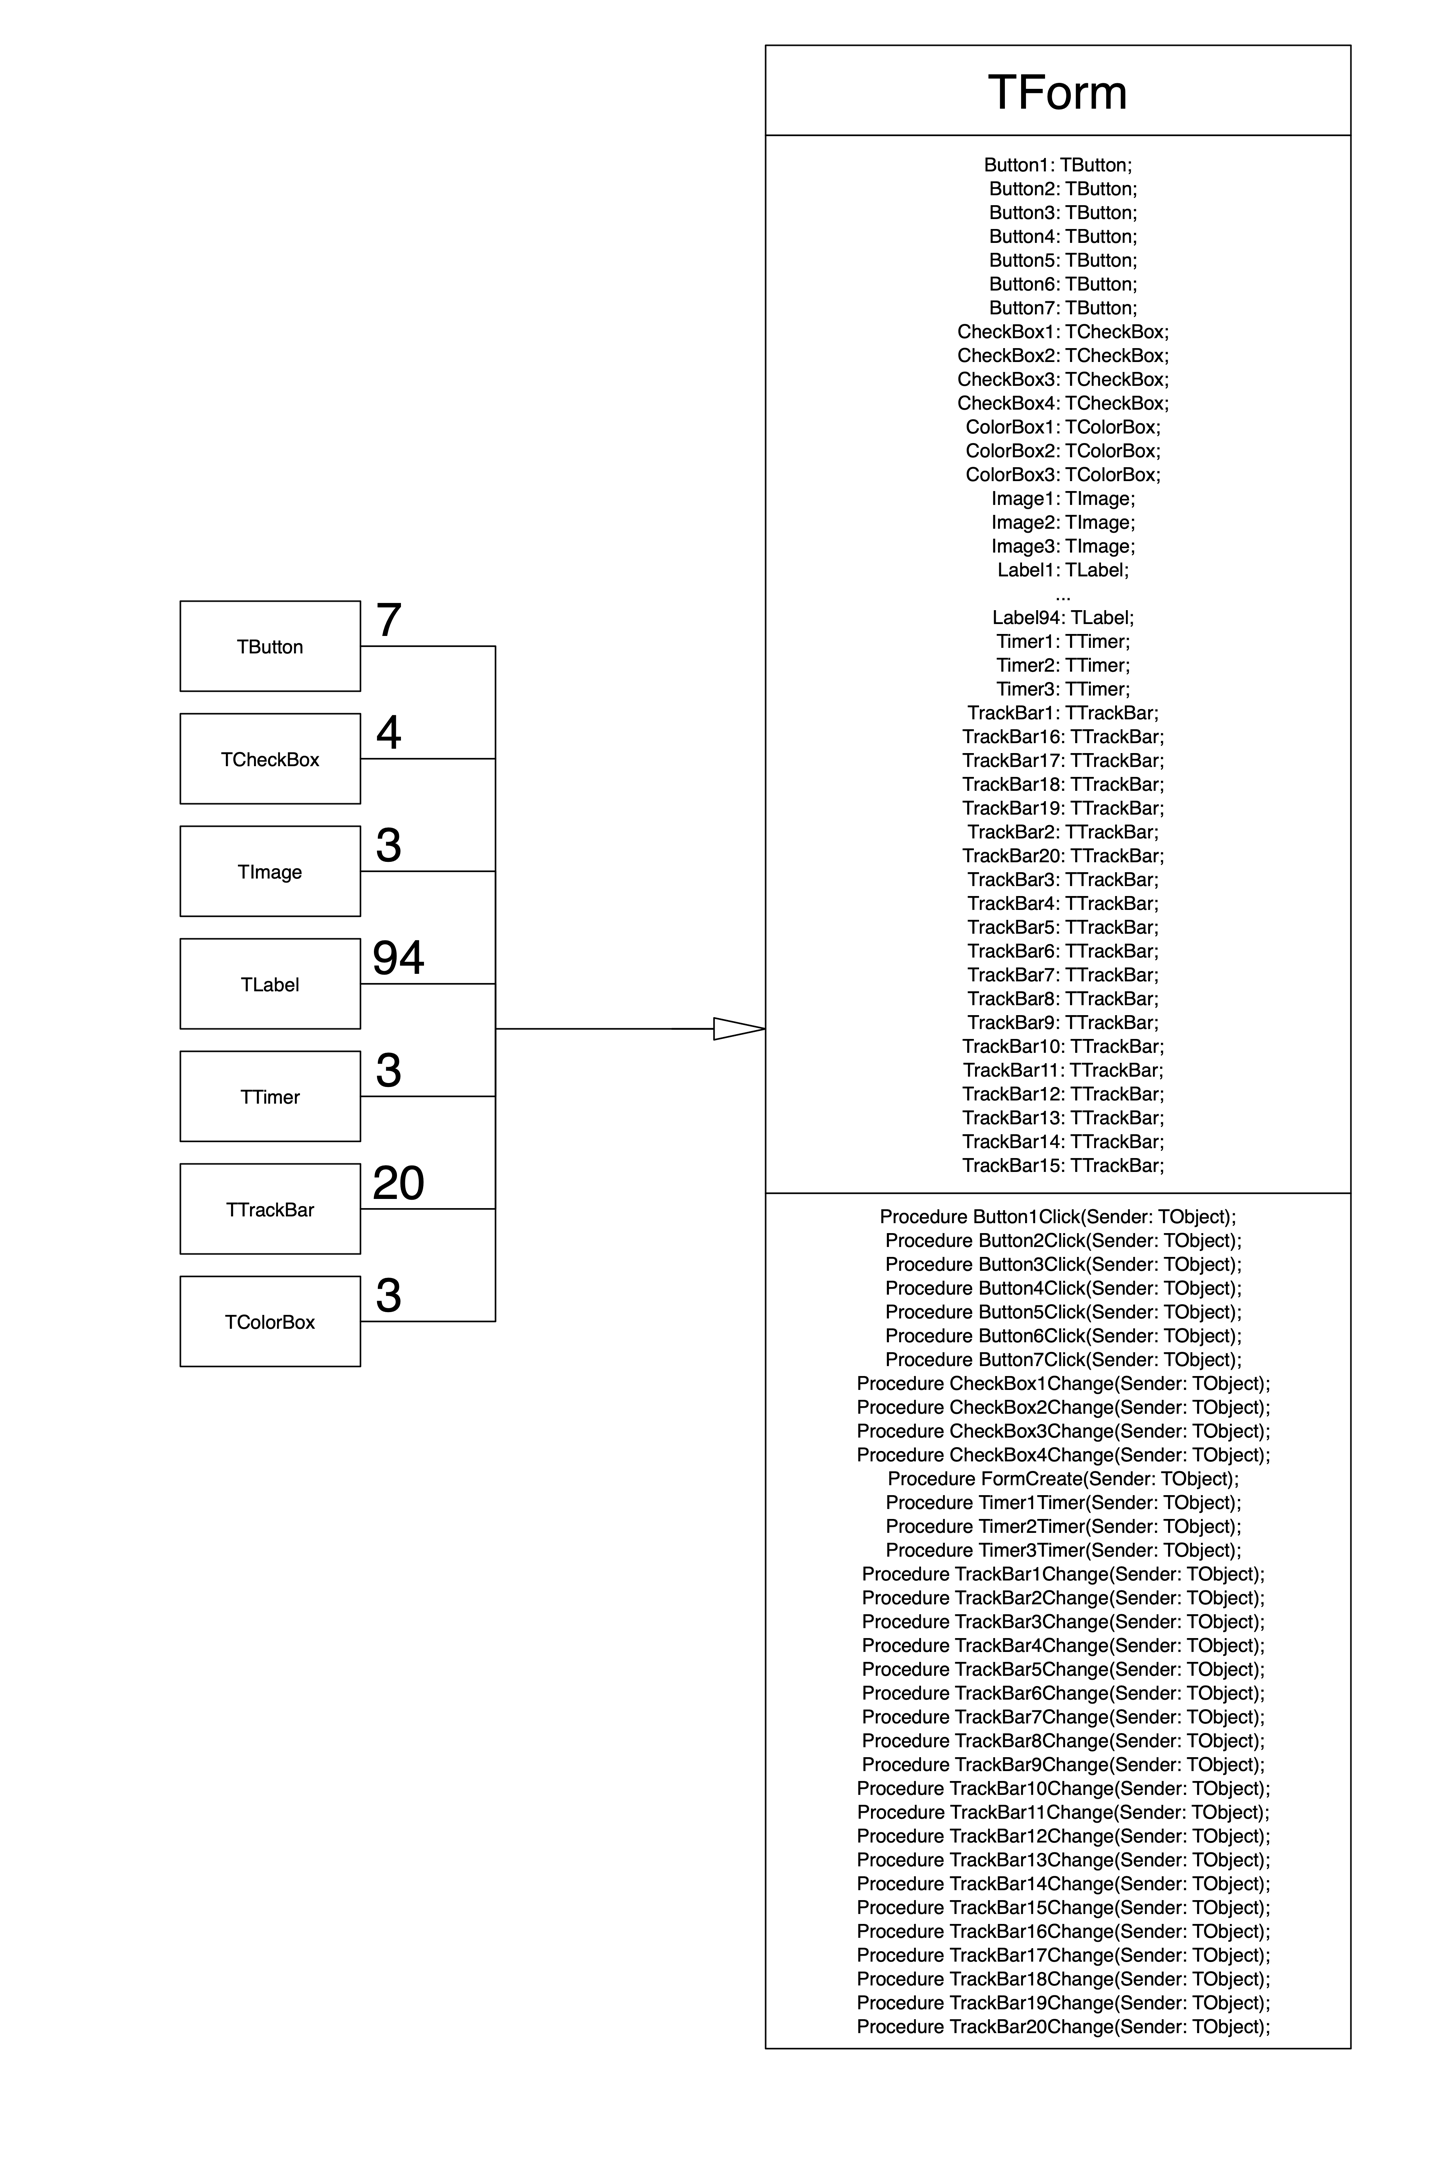 TForm
Button1: TButton;
Button2: TButton;
Button3: TButton;
Button4: TButton;
Button5: TButton;
Button6: TButton;
Button7: TButton;
CheckBox1: TCheckBox;
CheckBox2: TCheckBox;
CheckBox3: TCheckBox;
CheckBox4: TCheckBox;
ColorBox1: TColorBox;
ColorBox2: TColorBox;
ColorBox3: TColorBox;
Image1: TImage;
Image2: TImage;
Image3: TImage;
Label1: TLabel;
...
Label94: TLabel;
Timer1: TTimer;
Timer2: TTimer;
Timer3: TTimer;
TrackBar1: TTrackBar;
TrackBar16: TTrackBar;
TrackBar17: TTrackBar;
TrackBar18: TTrackBar;
TrackBar19: TTrackBar;
TrackBar2: TTrackBar;
TrackBar20: TTrackBar;
TrackBar3: TTrackBar;
TrackBar4: TTrackBar;
TrackBar5: TTrackBar;
TrackBar6: TTrackBar;
TrackBar7: TTrackBar;
TrackBar8: TTrackBar;
TrackBar9: TTrackBar;
TrackBar10: TTrackBar;
TrackBar11: TTrackBar;
TrackBar12: TTrackBar;
TrackBar13: TTrackBar;
TrackBar14: TTrackBar;
TrackBar15: TTrackBar;
Procedure Button1Click(Sender: TObject);
Procedure Button2Click(Sender: TObject);
Procedure Button3Click(Sender: TObject);
Procedure Button4Click(Sender: TObject);
Procedure Button5Click(Sender: TObject);
Procedure Button6Click(Sender: TObject);
Procedure Button7Click(Sender: TObject);
Procedure CheckBox1Change(Sender: TObject);
Procedure CheckBox2Change(Sender: TObject);
Procedure CheckBox3Change(Sender: TObject);
Procedure CheckBox4Change(Sender: TObject);
Procedure FormCreate(Sender: TObject);
Procedure Timer1Timer(Sender: TObject);
Procedure Timer2Timer(Sender: TObject);
Procedure Timer3Timer(Sender: TObject);
Procedure TrackBar1Change(Sender: TObject);
Procedure TrackBar2Change(Sender: TObject);
Procedure TrackBar3Change(Sender: TObject);
Procedure TrackBar4Change(Sender: TObject);
Procedure TrackBar5Change(Sender: TObject);
Procedure TrackBar6Change(Sender: TObject);
Procedure TrackBar7Change(Sender: TObject);
Procedure TrackBar8Change(Sender: TObject);
Procedure TrackBar9Change(Sender: TObject);
Procedure TrackBar10Change(Sender: TObject);
Procedure TrackBar11Change(Sender: TObject);
Procedure TrackBar12Change(Sender: TObject);
Procedure TrackBar13Change(Sender: TObject);
Procedure TrackBar14Change(Sender: TObject);
Procedure TrackBar15Change(Sender: TObject);
Procedure TrackBar16Change(Sender: TObject);
Procedure TrackBar17Change(Sender: TObject);
Procedure TrackBar18Change(Sender: TObject);
Procedure TrackBar19Change(Sender: TObject);
Procedure TrackBar20Change(Sender: TObject);
TButton
7
TCheckBox
4
TImage
3
TLabel
94
TTimer
3
TTrackBar
20
TColorBox
3